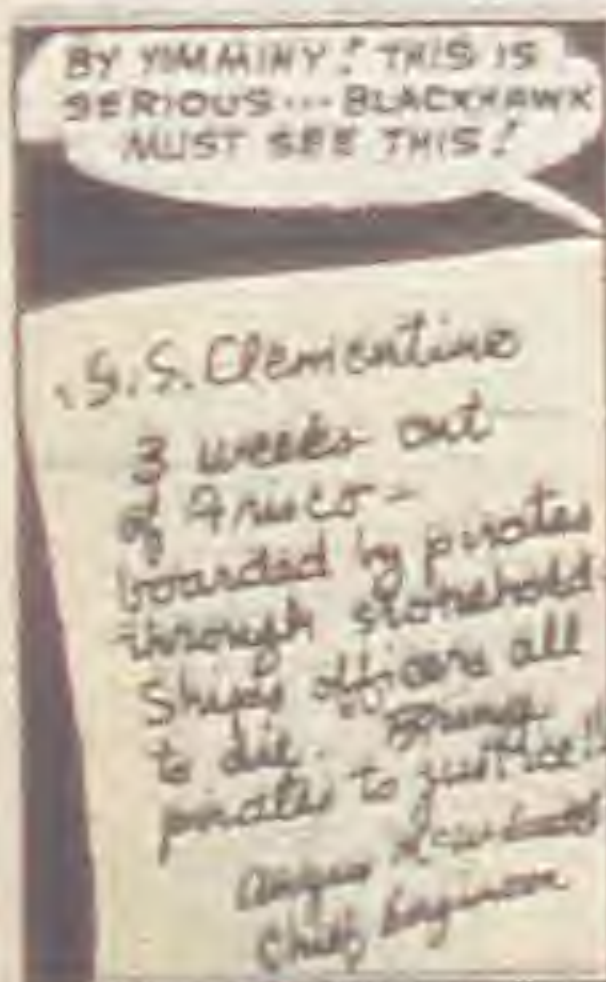 BY YIMMINY! THIS IS
SERIOUS--- BLACKHAWK
MUST SEE THIS!
S.S. Clementine
3 weeks out
of Frisco-
boarded by pirates
through
Ships officers all
to die. Bring
pirates to justice!!
Angus
Chief Engineer